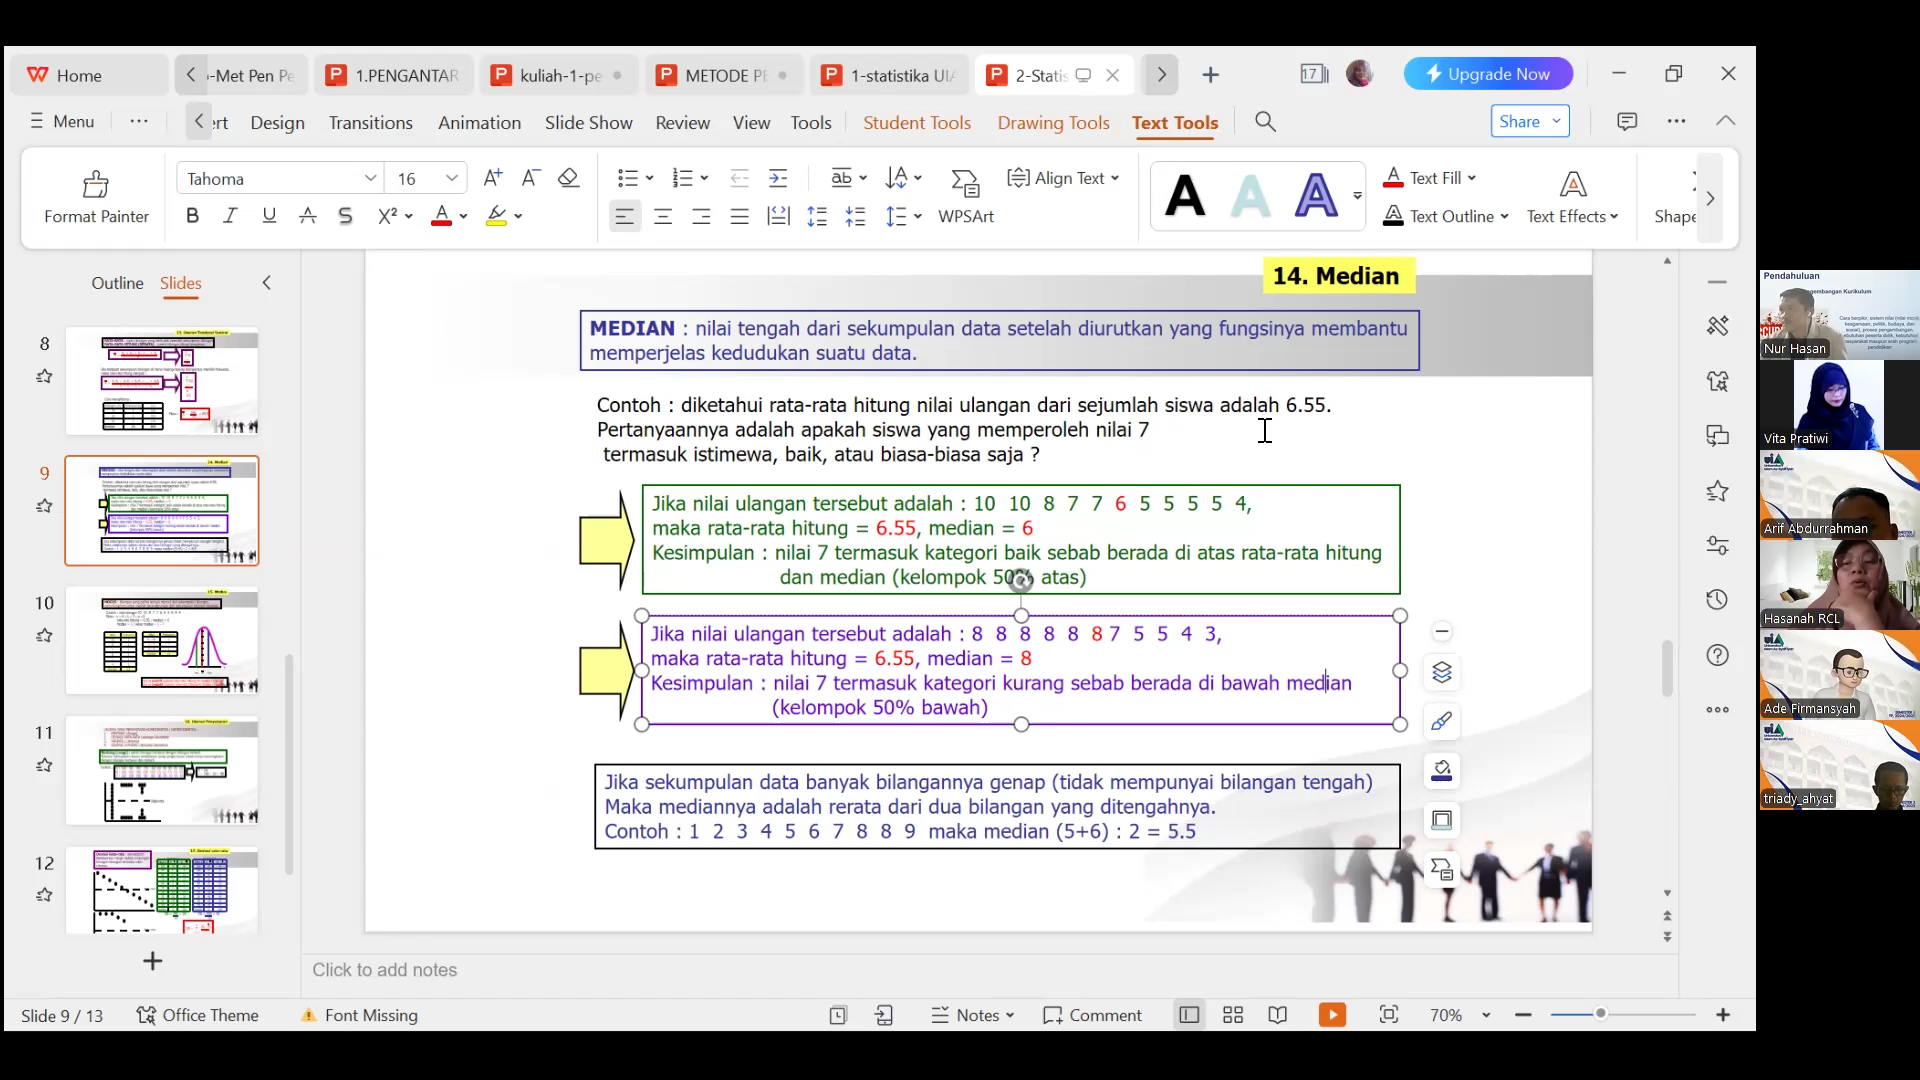 Home
-Met Pen Pe
1.PENGANTAR
kuliah-1-pe
METODE PE
1-statistika UIA
2-Statis
17
Upgrade Now
Menu
ert
Design
Transitions
Animation
Slide Show
Review
View
Tools
Student Tools
Drawing Tools
Text Tools
Share
Format Painter
Tahoma
16
Align Text
WPSArt
Text Fill
Text Outline
Text Effects
Shape
Outline
Slides
8
9
10
11
12
14. Median
MEDIAN : nilai tengah dari sekumpulan data setelah diurutkan yang fungsinya membantu
memperjelas kedudukan suatu data.
Contoh : diketahui rata-rata hitung nilai ulangan dari sejumlah siswa adalah 6.55.
Pertanyaannya adalah apakah siswa yang memperoleh nilai 7
termasuk istimewa, baik, atau biasa-biasa saja ?
Jika nilai ulangan tersebut adalah : 10 10 8 7 7 6 5 5 5 5 4,
maka rata-rata hitung = 6.55, median = 6
Kesimpulan : nilai 7 termasuk kategori baik sebab berada di atas rata-rata hitung
dan median (kelompok 50% atas)
Jika nilai ulangan tersebut adalah : 8 8 8 8 8 8 7 5 5 4 3,
maka rata-rata hitung = 6.55, median = 8
Kesimpulan : nilai 7 termasuk kategori kurang sebab berada di bawah median
(kelompok 50% bawah)
Jika sekumpulan data banyak bilangannya genap (tidak mempunyai bilangan tengah)
Maka mediannya adalah rerata dari dua bilangan yang ditengahnya.
Contoh : 1 2 3 4 5 6 7 8 8 9 maka median (5+6) : 2 = 5.5
Click to add notes
Slide 9 / 13
Office Theme
Font Missing
Notes
Comment
70%
Pendahuluan
Nur Hasan
Vita Pratiwi
Arif Abdurrahman
Hasanah RCL
Ade Firmansyah
triady_ahyat